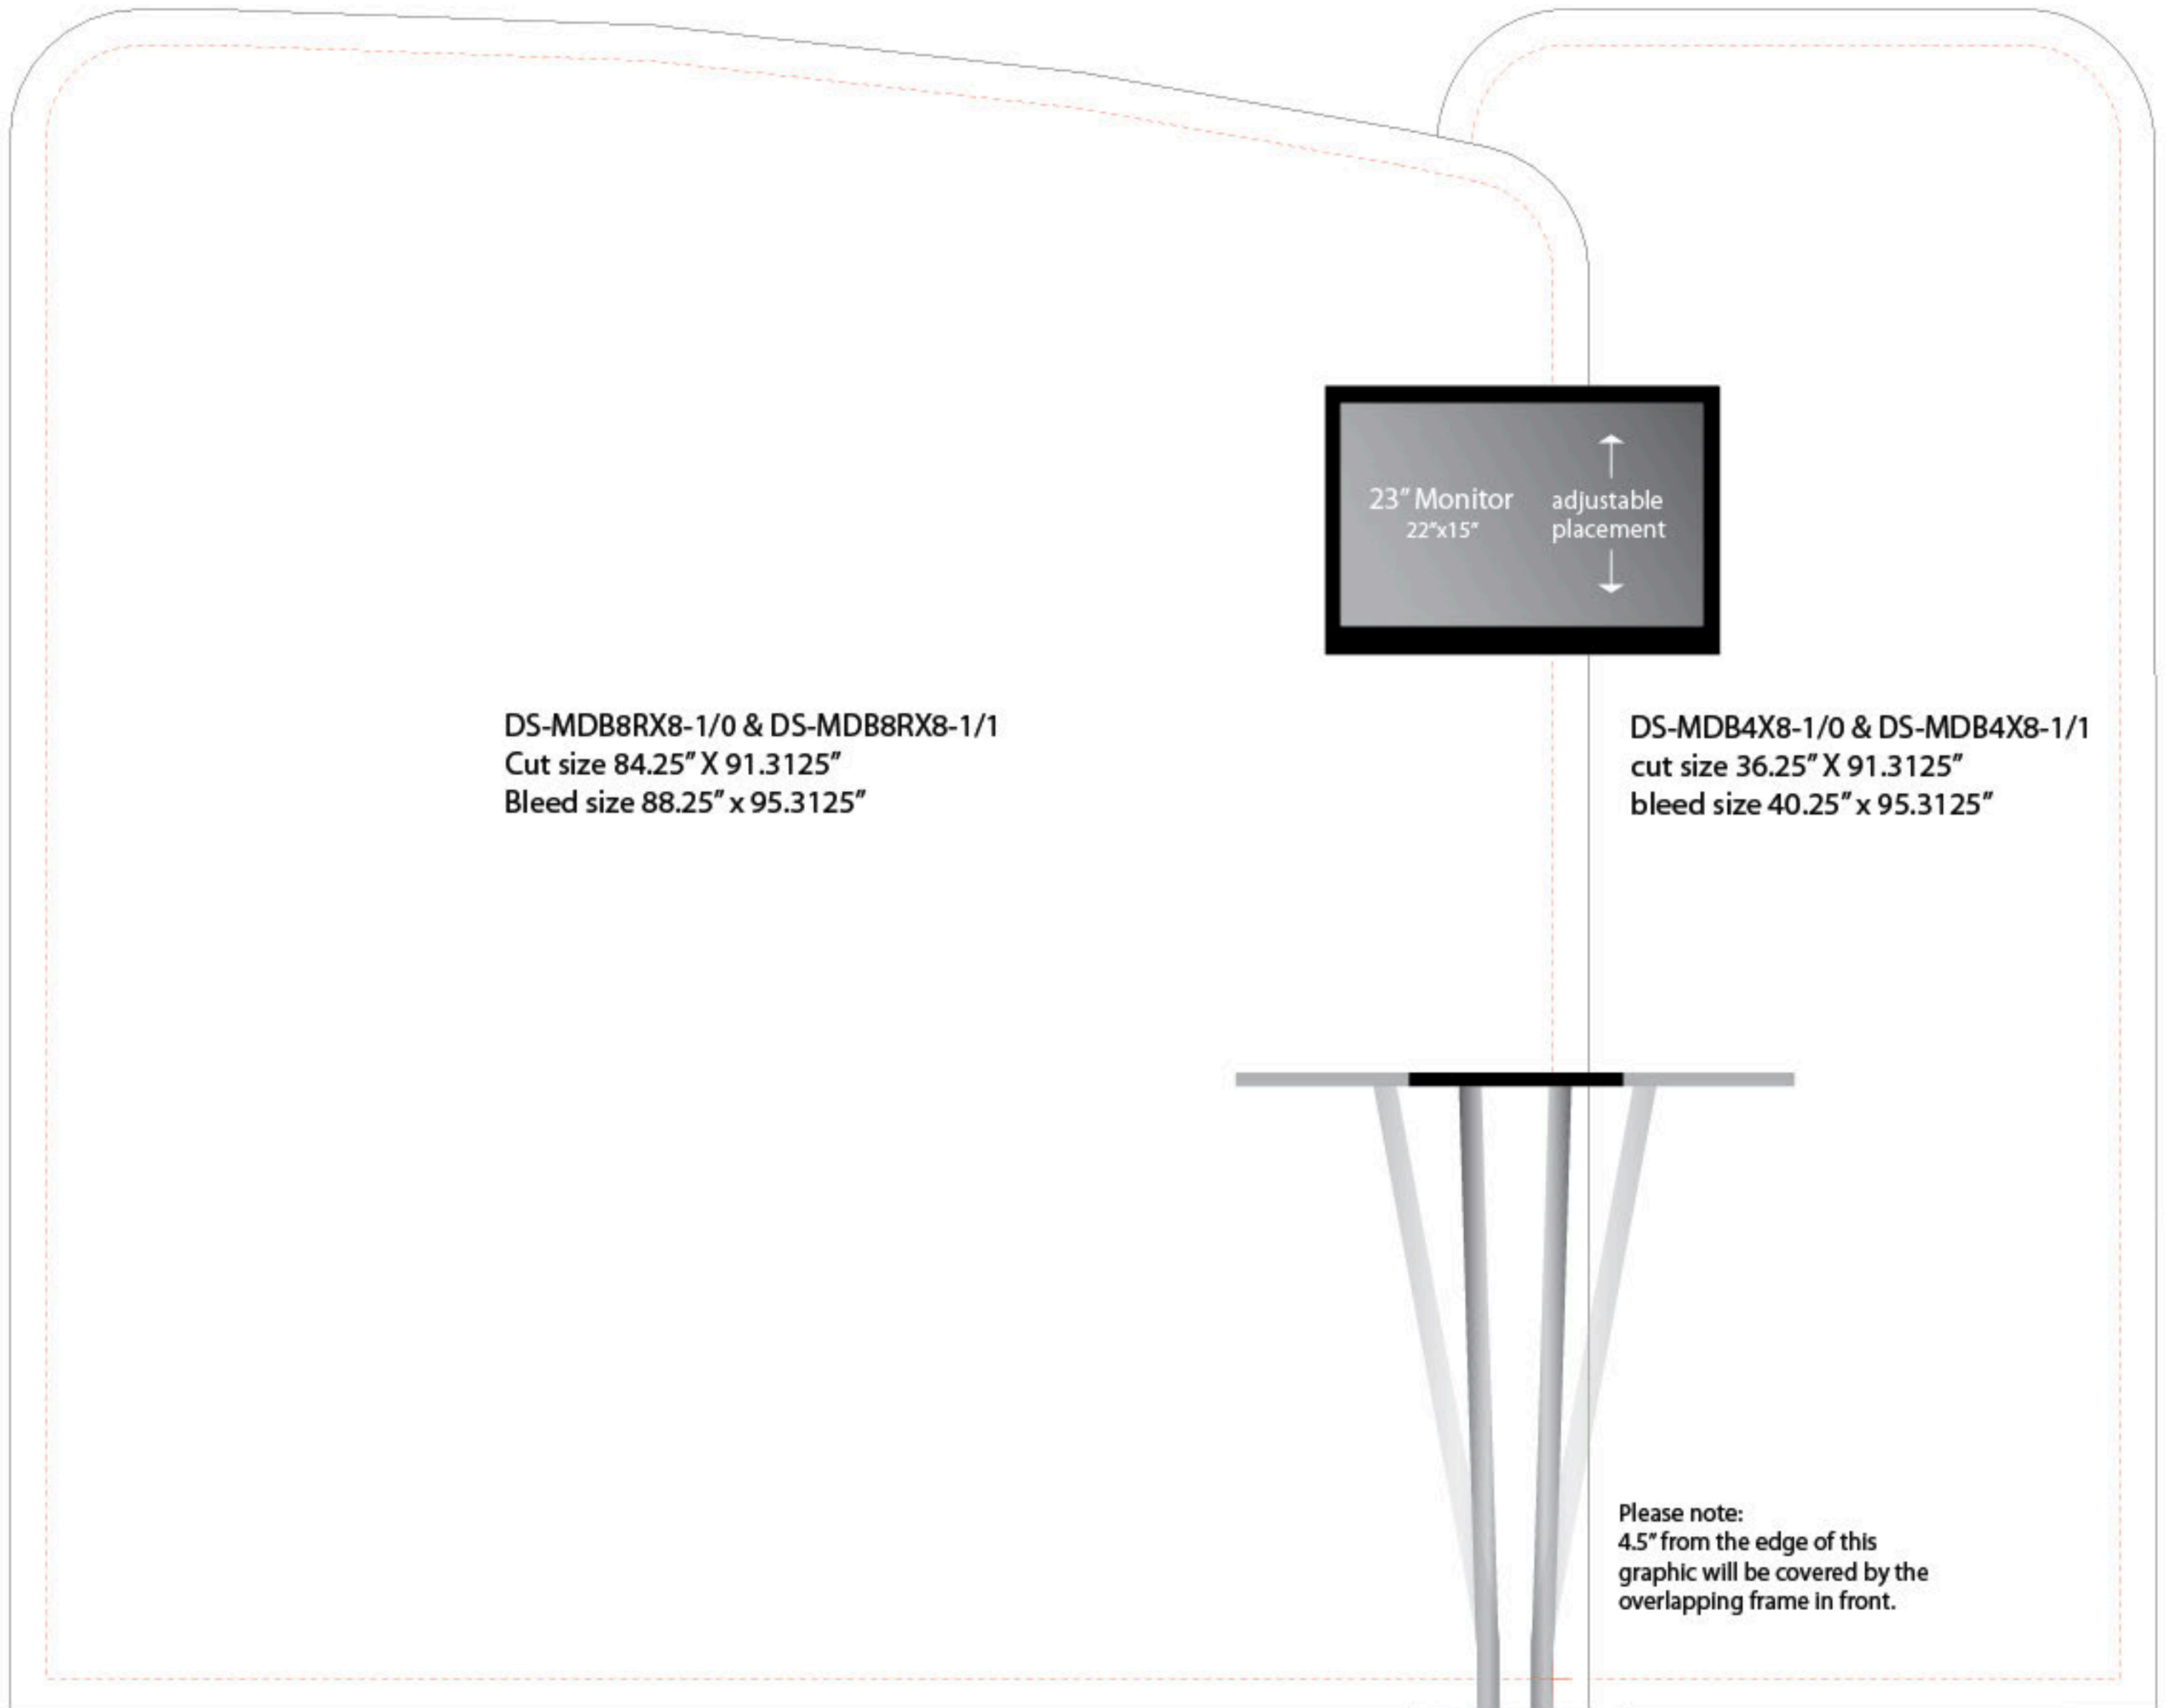 23" Monitor
22"x15"
adjustable
placement
DS-MDB8RX8-1/0 & DS-MDB8RX8-1/1
Cut size 84.25" X 91.3125"
Bleed size 88.25" x 95.3125"
DS-MDB4X8-1/0 & DS-MDB4X8-1/1
cut size 36.25" X 91.3125"
bleed size 40.25" x 95.3125"
Please note:
4.5" from the edge of this
graphic will be covered by the
overlapping frame in front.